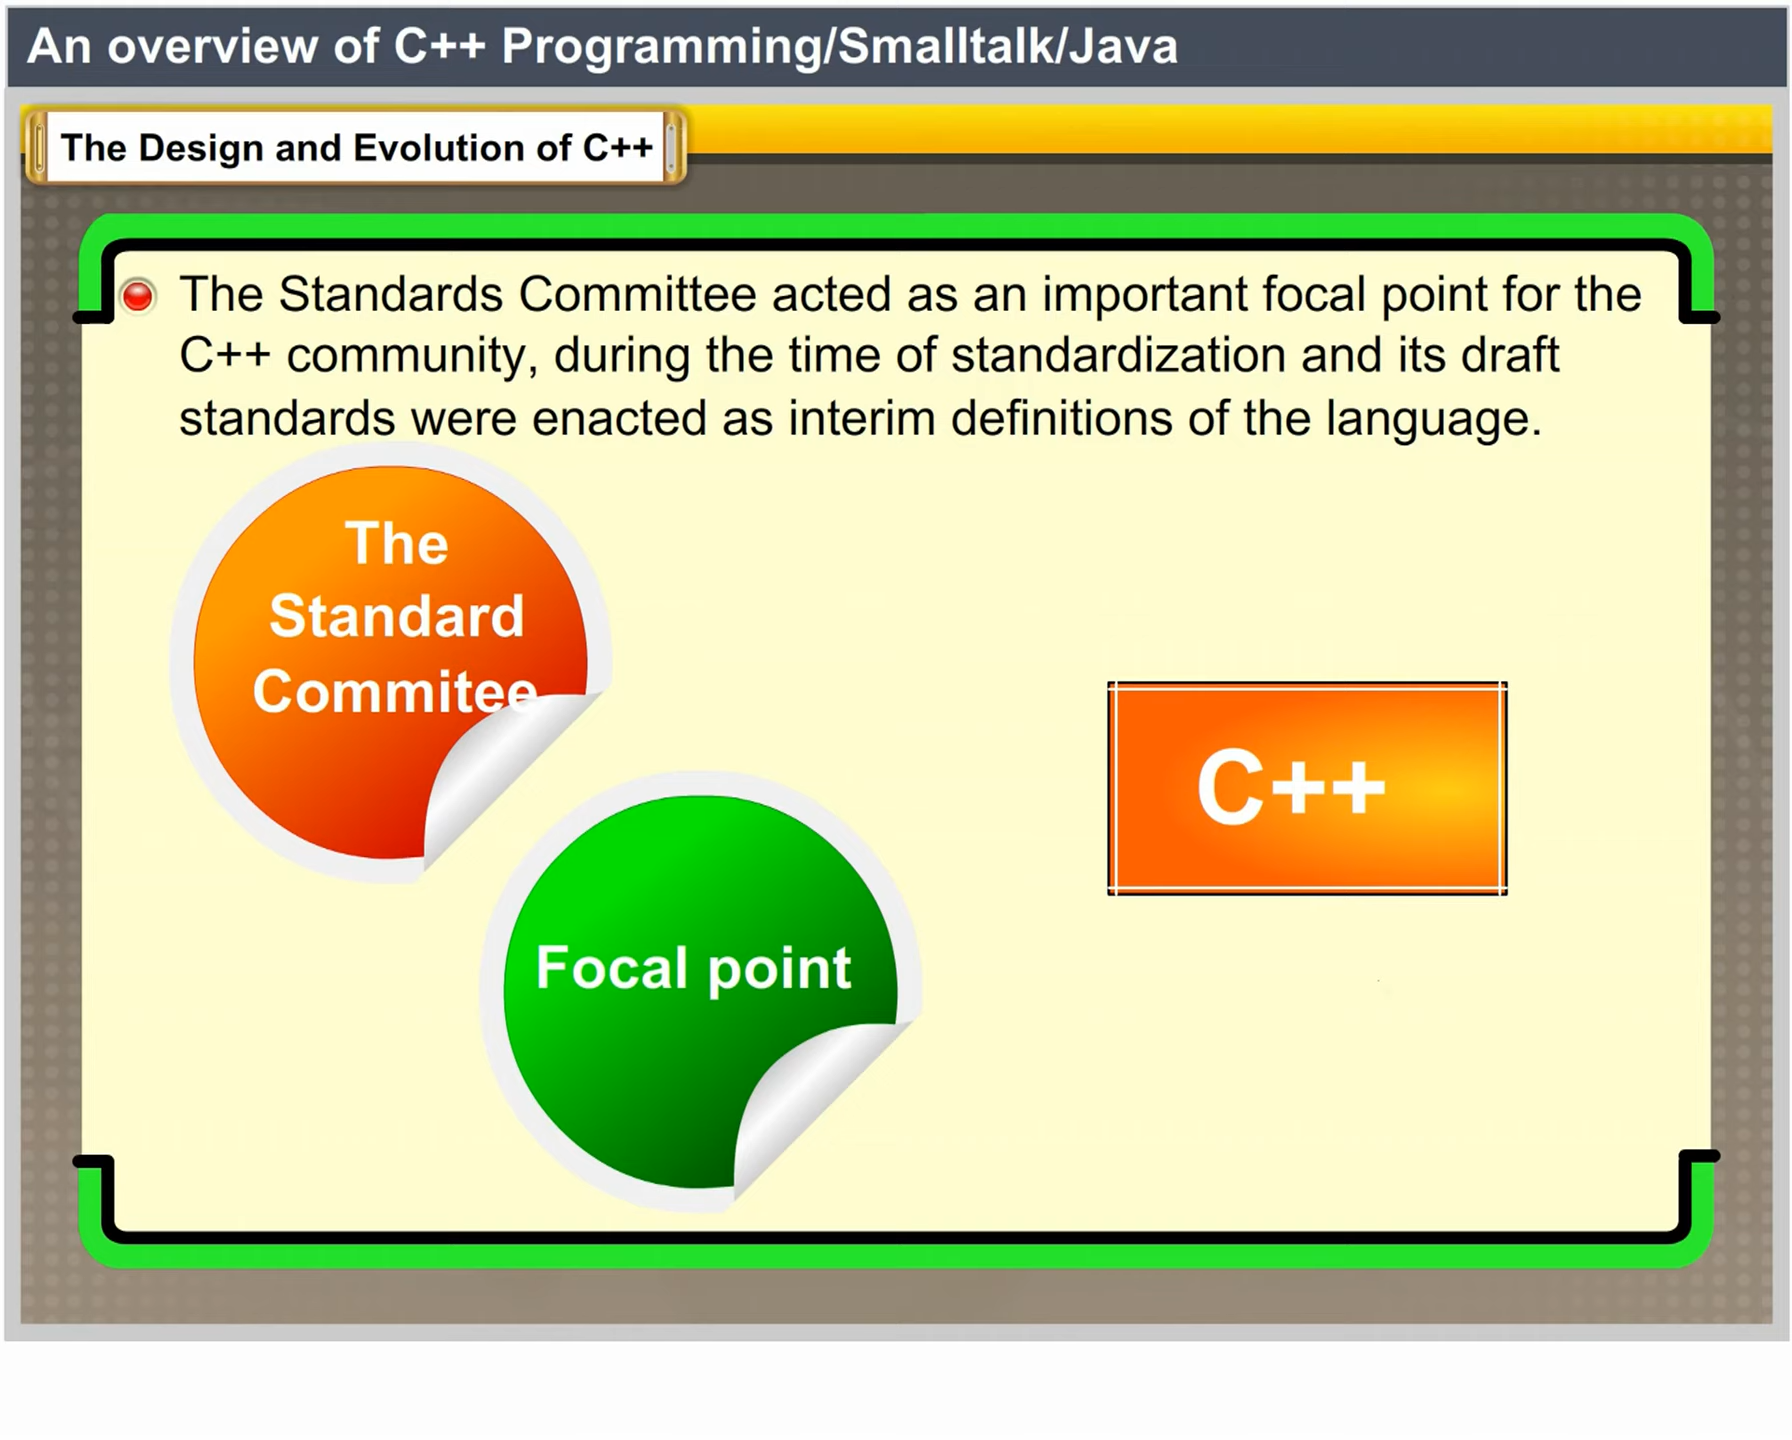 An overview of C++ Programming/Smalltalk/Java
The Design and Evolution of C++
The Standards Committee acted as an important focal point for the
C++ community, during the time of standardization and its draft
standards were enacted as interim definitions of the language.
The
Standard
Commitee
C++
Focal point